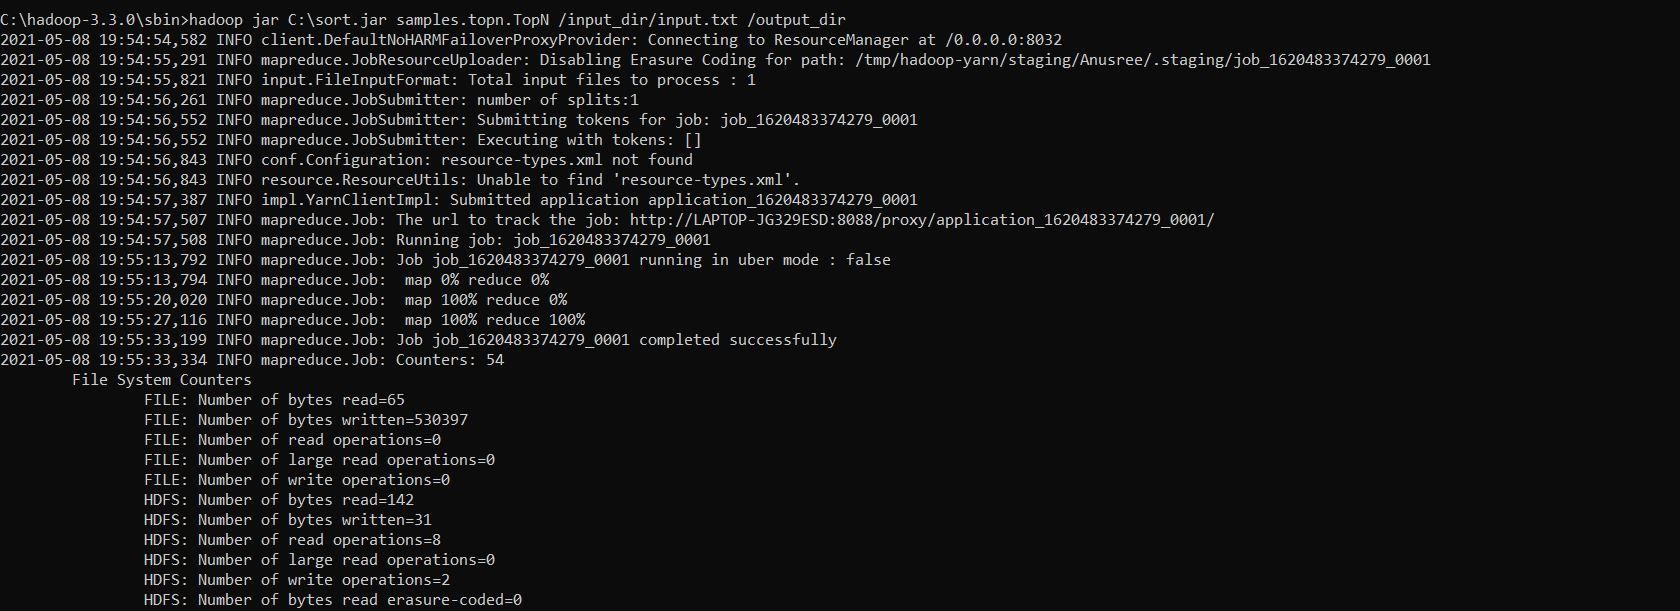 C:\hadoop-3.3.0\sbin>hadoop jar C:\sort.jar samples.topn.TopN /input_dir/input.txt /output_dir
2021-05-08 19:54:54,582 INFO client.DefaultNoHARMFailoverProxyProvider: Connecting to ResourceManager at /0.0.0.0:8032
2021-05-08 19:54:55,291 INFO mapreduce.JobResourceUploader: Disabling Erasure Coding for path: /tmp/hadoop-yarn/staging/Anusree/.staging/job_1620483374279_0001
2021-05-08 19:54:55,821 INFO input.FileInputFormat: Total input files to process : 1
2021-05-08 19:54:56,261 INFO mapreduce.JobSubmitter: number of splits:1
2021-05-08 19:54:56,552 INFO mapreduce.JobSubmitter: Submitting tokens for job: job_1620483374279_0001
2021-05-08 19:54:56,552 INFO mapreduce.JobSubmitter: Executing with tokens: []
2021-05-08 19:54:56,843 INFO conf.Configuration: resource-types.xml not found
2021-05-08 19:54:56,843 INFO resource.ResourceUtils: Unable to find 'resource-types.xml'.
2021-05-08 19:54:57,387 INFO impl.YarnClientImpl: Submitted application application_1620483374279_0001
2021-05-08 19:54:57,507 INFO mapreduce.Job: The url to track the job: http://LAPTOP-JG329ESD:8088/proxy/application_1620483374279_0001/
2021-05-08 19:54:57,508 INFO mapreduce.Job: Running job: job_1620483374279_0001
2021-05-08 19:55:13,792 INFO mapreduce.Job: Job job_1620483374279_0001 running in uber mode : false
2021-05-08 19:55:13,794 INFO mapreduce.Job:  map 0% reduce 0%
2021-05-08 19:55:20,020 INFO mapreduce.Job:  map 100% reduce 0%
2021-05-08 19:55:27,116 INFO mapreduce.Job:  map 100% reduce 100%
2021-05-08 19:55:33,199 INFO mapreduce.Job: Job job_1620483374279_0001 completed successfully
2021-05-08 19:55:33,334 INFO mapreduce.Job: Counters: 54
File System Counters
FILE: Number of bytes read=65
FILE: Number of bytes written=530397
FILE: Number of read operations=0
FILE: Number of large read operations=0
FILE: Number of write operations=0
HDFS: Number of bytes read=142
HDFS: Number of bytes written=31
HDFS: Number of read operations=8
HDFS: Number of large read operations=0
HDFS: Number of write operations=2
HDFS: Number of bytes read erasure-coded=0